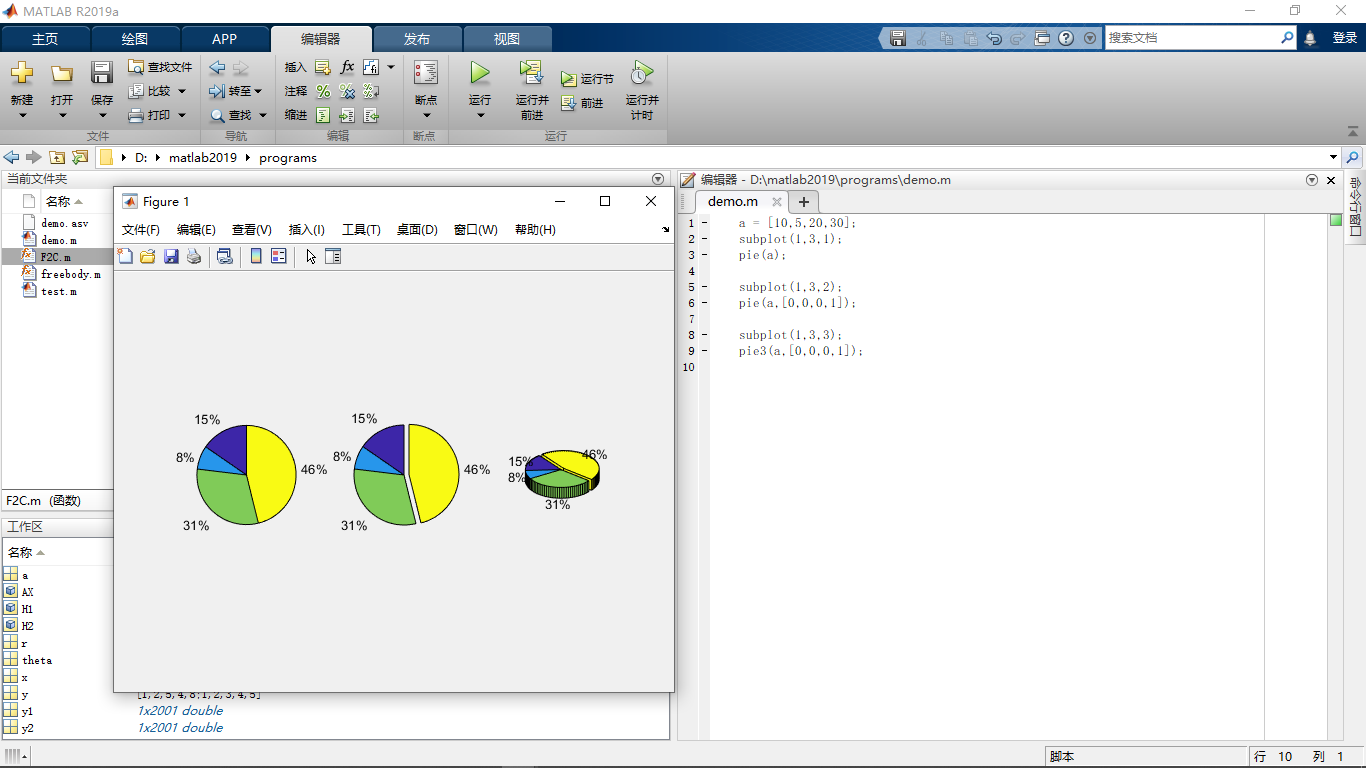 MATLAB R2019a
主页 绘图 APP 编辑器 发布 视图 搜索文档 登录
新建 打开 保存 查找文件 比较 打印 转至 查找 插入 注释 缩进 断点 运行 运行并前进 运行节 前进 运行并计时
文件 导航 编辑 断点 运行
D: matlab2019 programs
当前文件夹
名称
demo.asv
demo.m
F2C.m
freebody.m
test.m
F2C.m (函数)
工作区
名称
a
AX
H1
H2
r
theta
x
y [1,2,5,4,8;1,2,3,4,5]
y1 1x2001 double
y2 1x2001 double
Figure 1
文件(F) 编辑(E) 查看(V) 插入(I) 工具(T) 桌面(D) 窗口(W) 帮助(H)
15% 8% 31% 46%
15% 8% 31% 46%
15% 8% 31% 46%
编辑器 - D:\matlab2019\programs\demo.m
demo.m
1 - a = [10,5,20,30];
2 - subplot(1,3,1);
3 - pie(a);
4
5 - subplot(1,3,2);
6 - pie(a,[0,0,0,1]);
7
8 - subplot(1,3,3);
9 - pie3(a,[0,0,0,1]);
10
命令行窗口
脚本 行 10 列 1